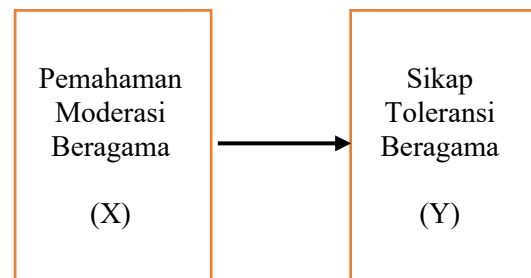 Pemahaman
Moderasi
Beragama
(X)
Sikap
Toleransi
Beragama
(Y)